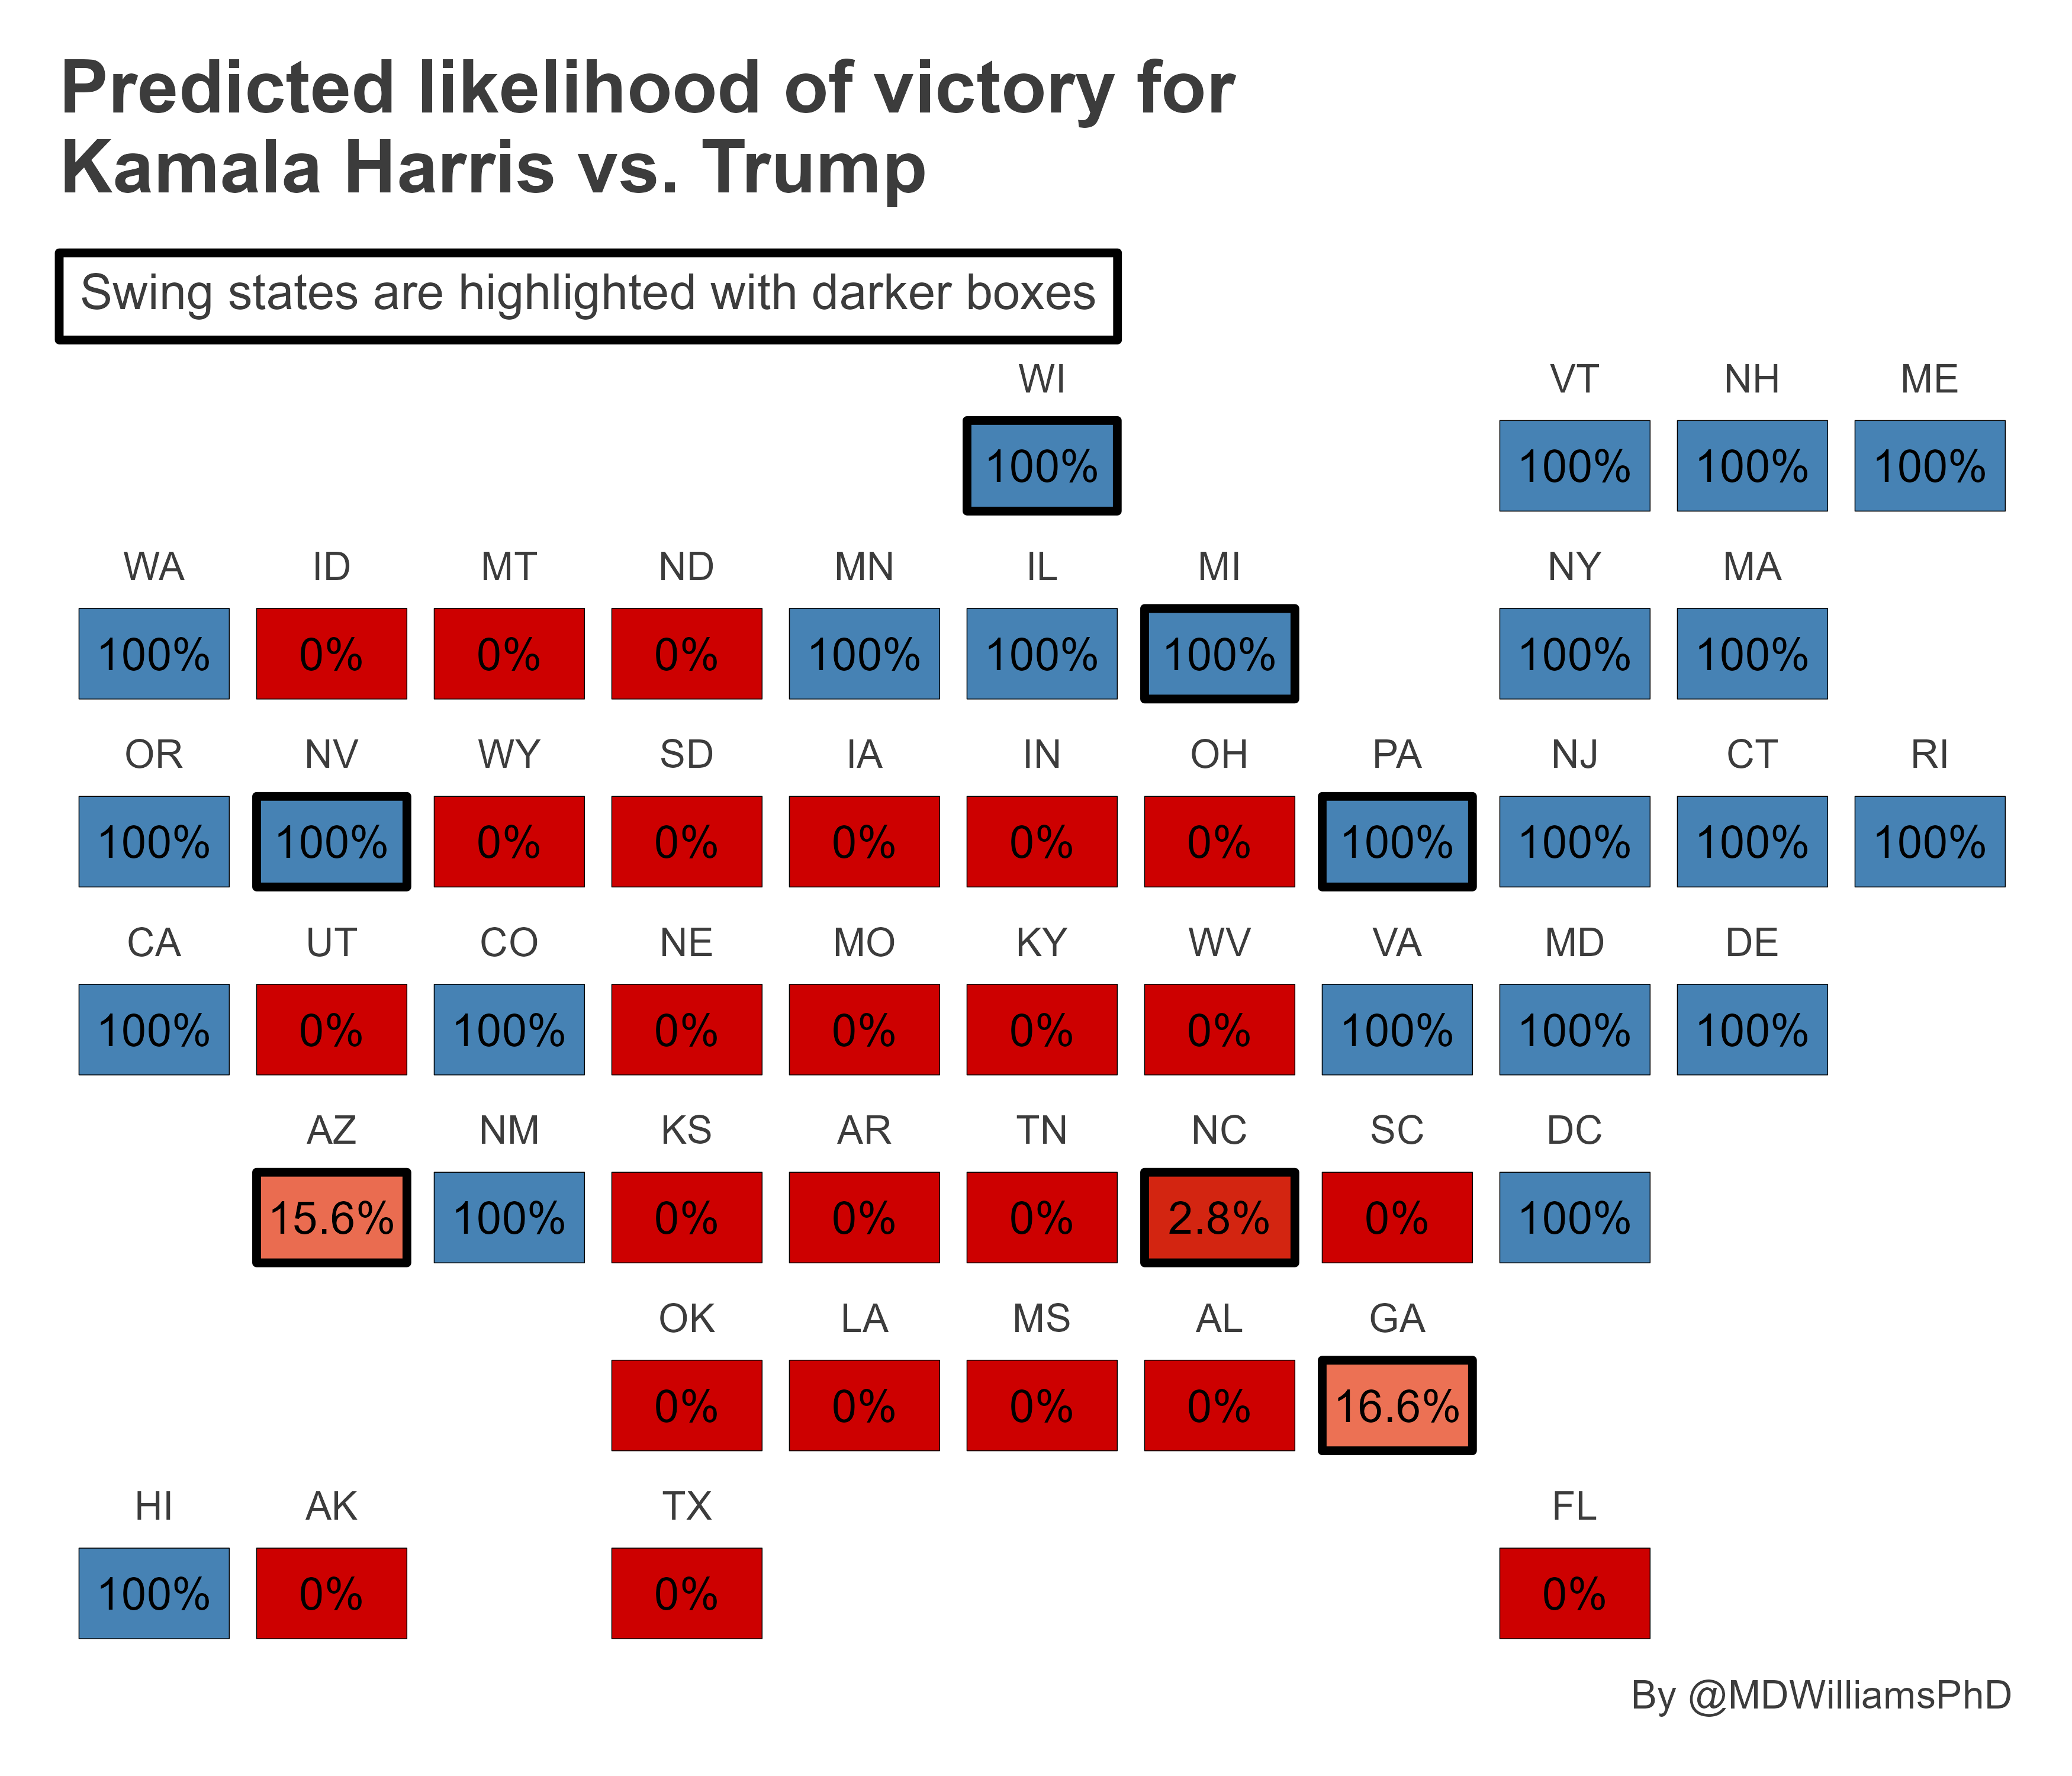 Predicted likelihood of victory for
Kamala Harris vs. Trump
Swing states are highlighted with darker boxes
WI VT NH ME
100% 100% 100% 100%
WA ID MT ND MN IL MI NY MA
100% 0% 0% 0% 100% 100% 100% 100% 100%
OR NV WY SD IA IN OH PA NJ CT RI
100% 100% 0% 0% 0% 0% 0% 100% 100% 100% 100%
CA UT CO NE MO KY WV VA MD DE
100% 0% 100% 0% 0% 0% 0% 100% 100% 100%
AZ NM KS AR TN NC SC DC
15.6% 100% 0% 0% 0% 2.8% 0% 100%
OK LA MS AL GA
0% 0% 0% 0% 16.6%
HI AK TX FL
100% 0% 0% 0%
By @MDWilliamsPhD